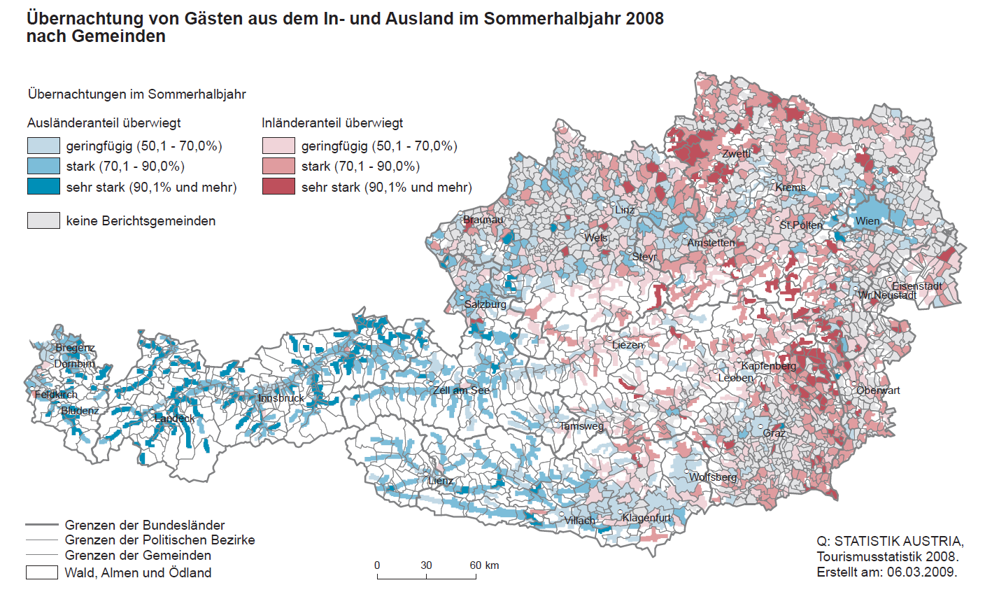 Übernachtung von Gästen aus dem In- und Ausland im Sommerhalbjahr 2008
nach Gemeinden
Übernachtungen im Sommerhalbjahr
Ausländeranteil überwiegt
Inländeranteil überwiegt
geringfügig (50,1 - 70,0%)
geringfügig (50,1 - 70,0%)
stark (70,1 - 90,0%)
stark (70,1 - 90,0%)
sehr stark (90,1% und mehr)
sehr stark (90,1% und mehr)
keine Berichtsgemeinden
Zwettl
Krems
Linz
Braunau
St.Pölten
Wien
Wels
Amstetten
Steyr
Eisenstadt
Wr.Neustadt
Salzburg
Liezen
Bregenz
Dornbirn
Kapfenberg
Leoben
Feldkirch
Zell am See
Oberwart
Innsbruck
Bludenz
Landeck
Tamsweg
Graz
Lienz
Wolfsberg
Villach
Klagenfurt
Grenzen der Bundesländer
Grenzen der Politischen Bezirke
Grenzen der Gemeinden
Wald, Almen und Ödland
0 30 60 km
Q: STATISTIK AUSTRIA,
Tourismusstatistik 2008.
Erstellt am: 06.03.2009.